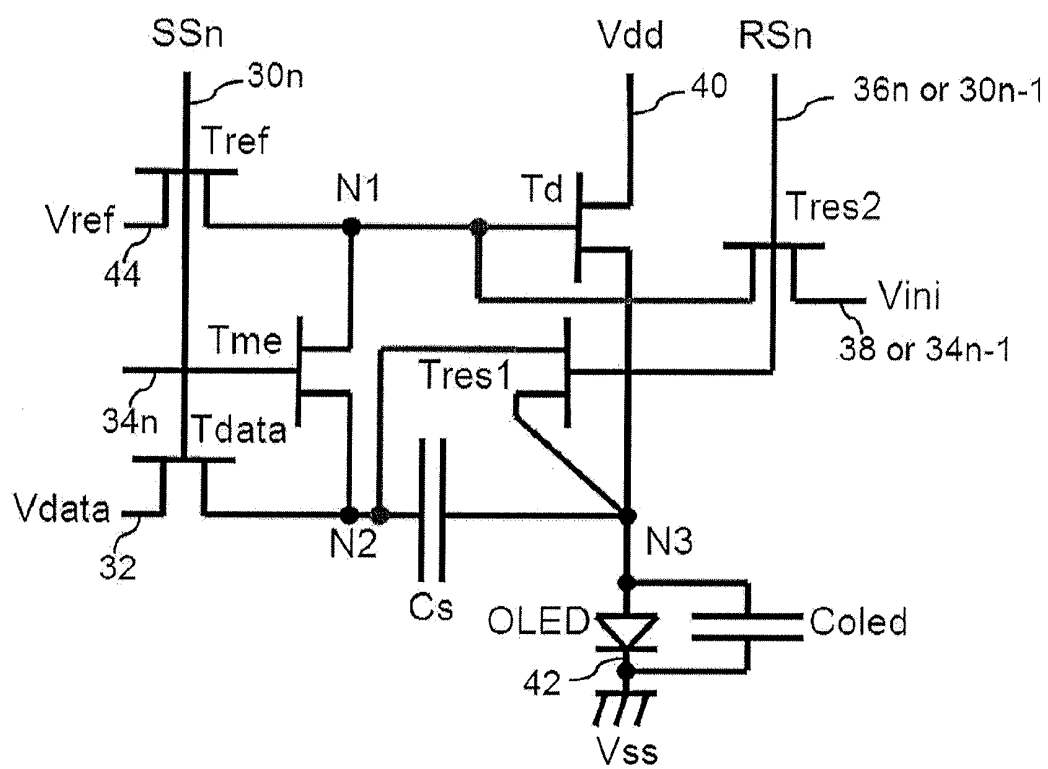 SSn
Vdd
RSn
30n
40
36n or 30n-1
Tref
N1
Td
Tres2
Vref
44
Vini
Tme
Tres1
38 or 34n-1
34n
Tdata
Vdata
N2
N3
32
Cs
OLED
Coled
42
Vss